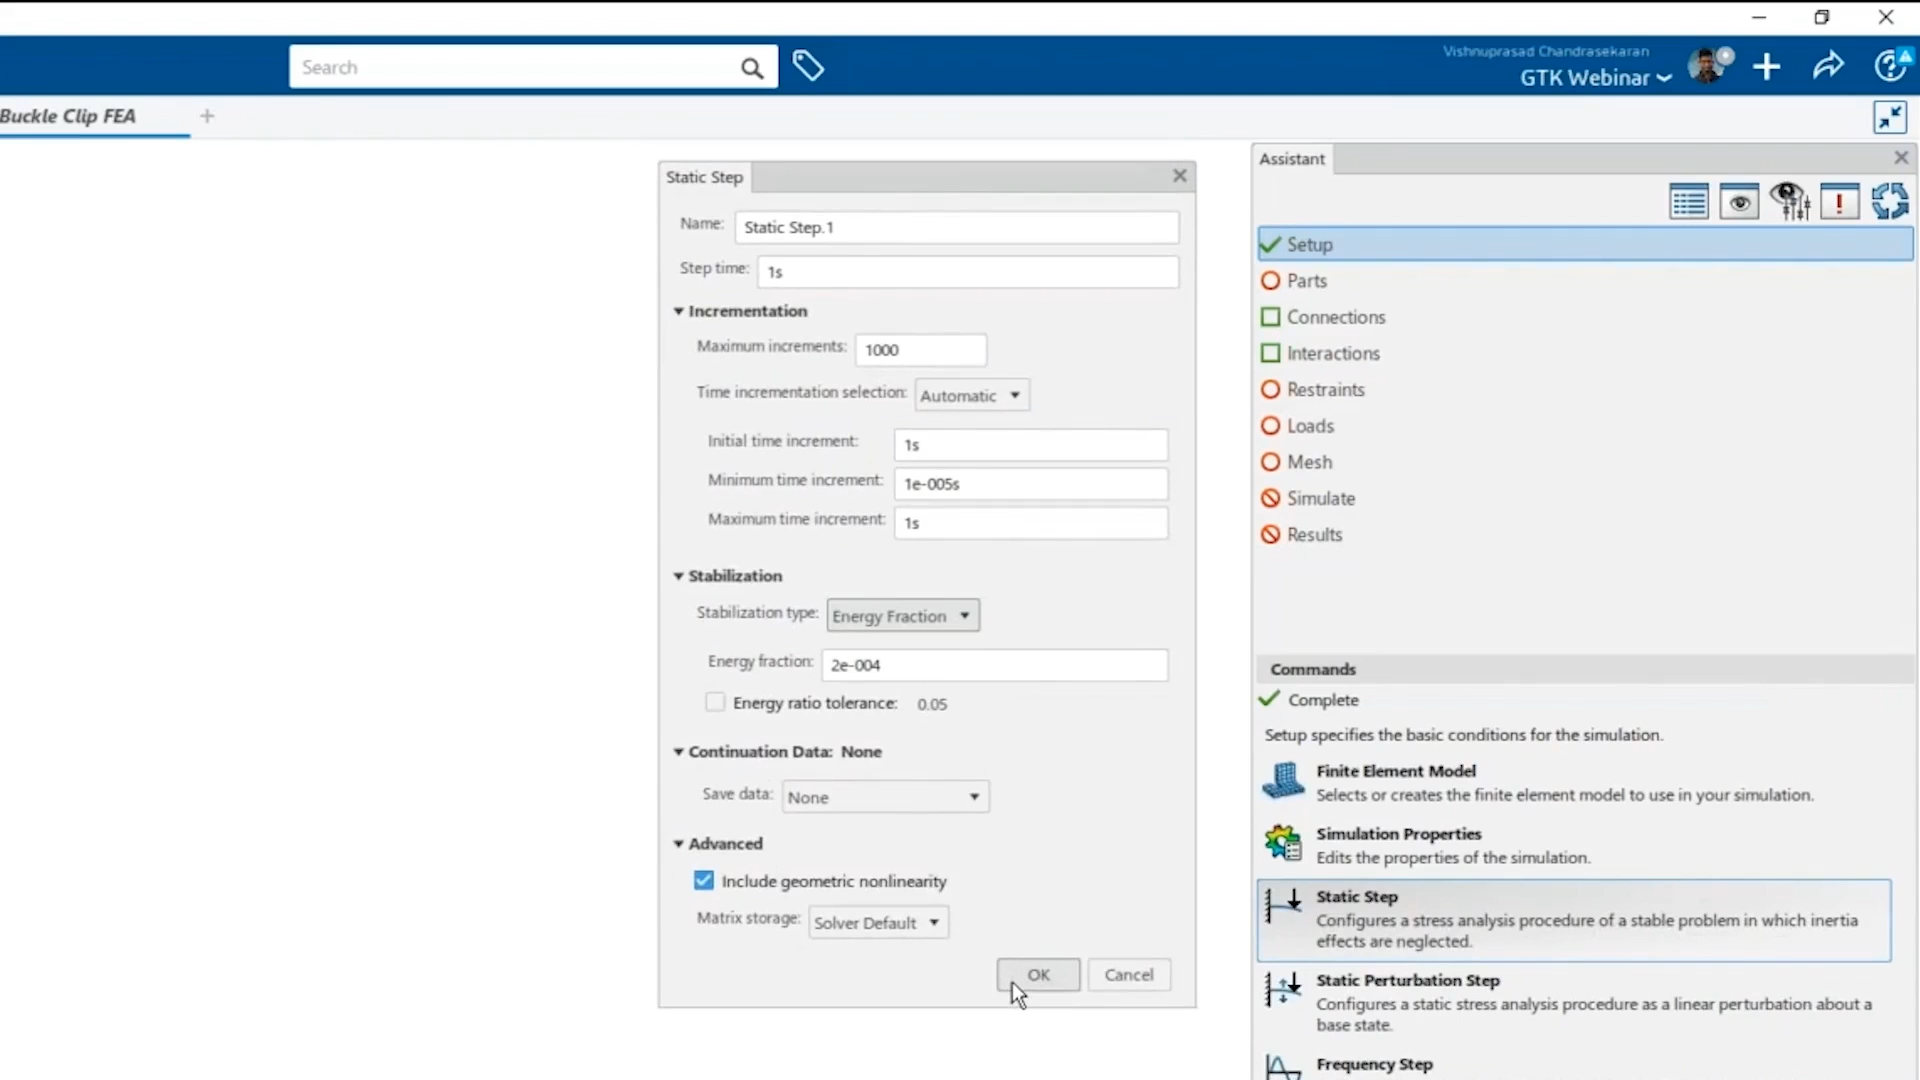 Search
Vishnuprasad Chandrasekaran
GTK Webinar
Buckle Clip FEA
Static Step
Name: Static Step.1
Step time: 1s
Incrementation
Maximum increments: 1000
Time incrementation selection: Automatic
Initial time increment: 1s
Minimum time increment: 1e-005s
Maximum time increment: 1s
Stabilization
Stabilization type: Energy Fraction
Energy fraction: 2e-004
Energy ratio tolerance: 0.05
Continuation Data: None
Save data: None
Advanced
Include geometric nonlinearity
Matrix storage: Solver Default
OK Cancel
Assistant
Setup
Parts
Connections
Interactions
Restraints
Loads
Mesh
Simulate
Results
Commands
Complete
Setup specifies the basic conditions for the simulation.
Finite Element Model
Selects or creates the finite element model to use in your simulation.
Simulation Properties
Edits the properties of the simulation.
Static Step
Configures a stress analysis procedure of a stable problem in which inertia
effects are neglected.
Static Perturbation Step
Configures a static stress analysis procedure as a linear perturbation about a
base state.
Frequency Step